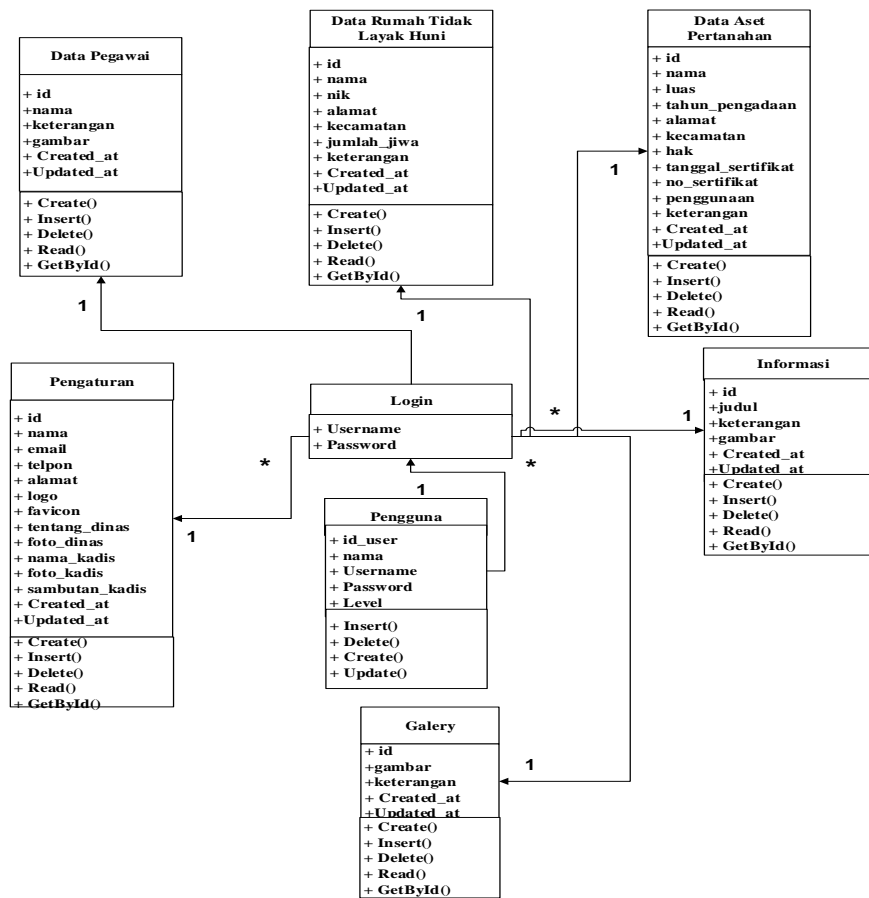 Data Pegawai
+ id
+nama
+keterangan
+gambar
+ Created_at
+Updated_at
+ Create()
+ Insert()
+ Delete()
+ Read()
+ GetById()
1
Data Rumah Tidak
Layak Huni
+ id
+ nama
+ nik
+ alamat
+ kecamatan
+ jumlah_jiwa
+ keterangan
+ Created_at
+Updated_at
+ Create()
+ Insert()
+ Delete()
+ Read()
+ GetById()
1
Data Aset
Pertanahan
+ id
+ nama
+ luas
+ tahun_pengadaan
+ alamat
+ kecamatan
+ hak
+ tanggal_sertifikat
+ no_sertifikat
+ penggunaan
+ keterangan
+ Created_at
+Updated_at
+ Create()
+ Insert()
+ Delete()
+ Read()
+ GetById()
1
Pengaturan
+ id
+ nama
+ email
+ telpon
+ alamat
+ logo
+ favicon
+ tentang_dinas
+ foto_dinas
+ nama_kadis
+ foto_kadis
+ sambutan_kadis
+ Created_at
+Updated_at
+ Create()
+ Insert()
+ Delete()
+ Read()
+ GetById()
*
1
Login
+ Username
+ Password
*
*
1
Pengguna
+ id_user
+ nama
+ Username
+ Password
+ Level
+ Insert()
+ Delete()
+ Create()
+ Update()
Informasi
+ id
+judul
+keterangan
+gambar
+ Created_at
+Updated_at
+ Create()
+ Insert()
+ Delete()
+ Read()
+ GetById()
1
Galery
+ id
+gambar
+keterangan
+ Created_at
+Updated_at
+ Create()
+ Insert()
+ Delete()
+ Read()
+ GetById()
1